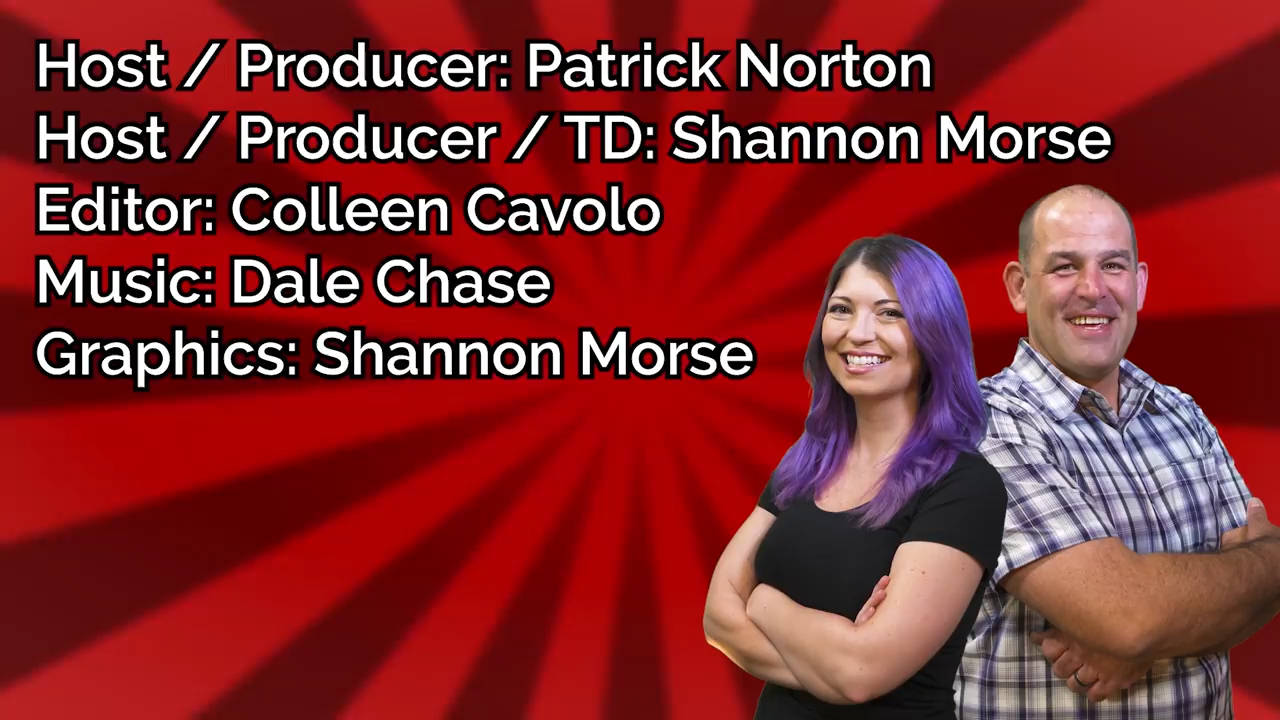 Host / Producer: Patrick Norton
Host / Producer / TD: Shannon Morse
Editor: Colleen Cavolo
Music: Dale Chase
Graphics: Shannon Morse